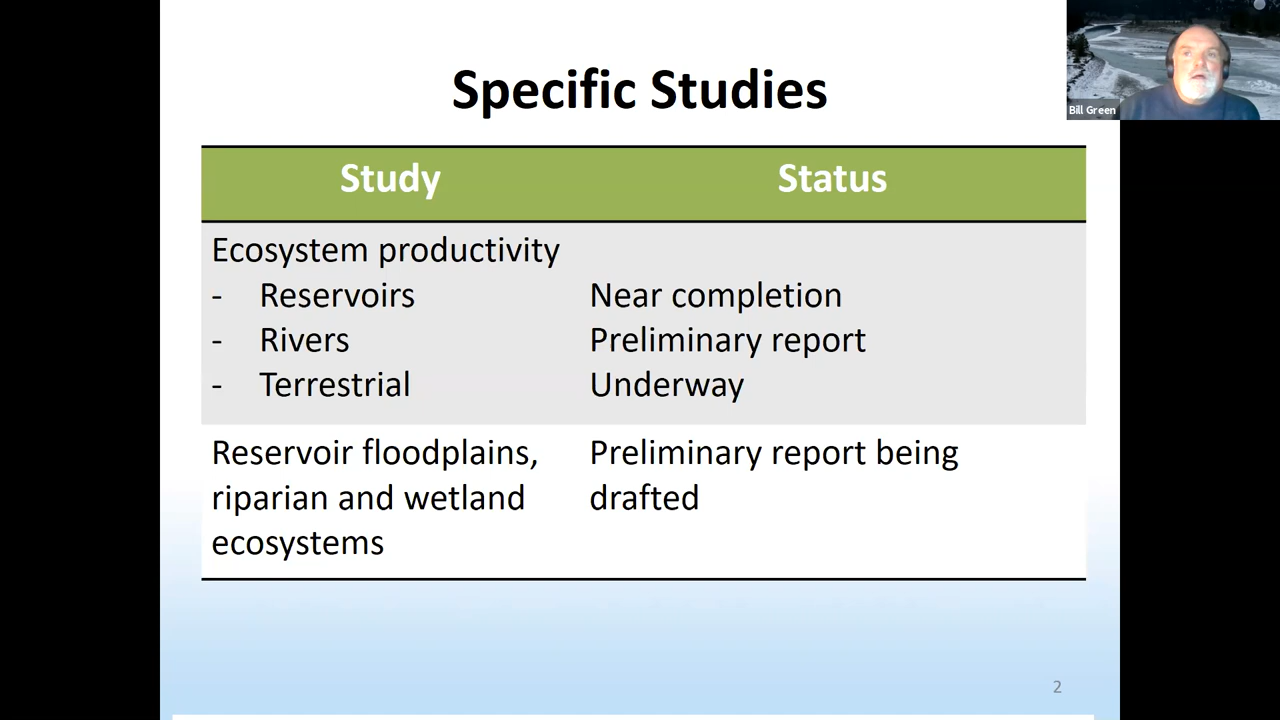 Specific Studies
Bill Green
Study Status
Ecosystem productivity
- Reservoirs Near completion
- Rivers Preliminary report
- Terrestrial Underway
Reservoir floodplains, Preliminary report being
riparian and wetland drafted
ecosystems
2